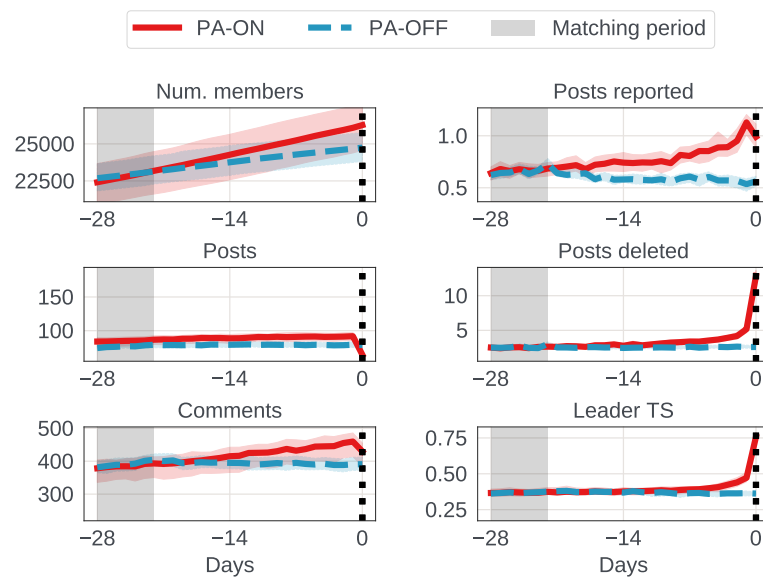 PA-ON PA-OFF Matching period
Num. members
25000
22500
−28 −14 0
Posts reported
1.0
0.5
−28 −14 0
Posts
150
100
−28 −14 0
Posts deleted
10
5
−28 −14 0
Comments
500
400
300
−28 −14 0
Days
Leader TS
0.75
0.50
0.25
−28 −14 0
Days